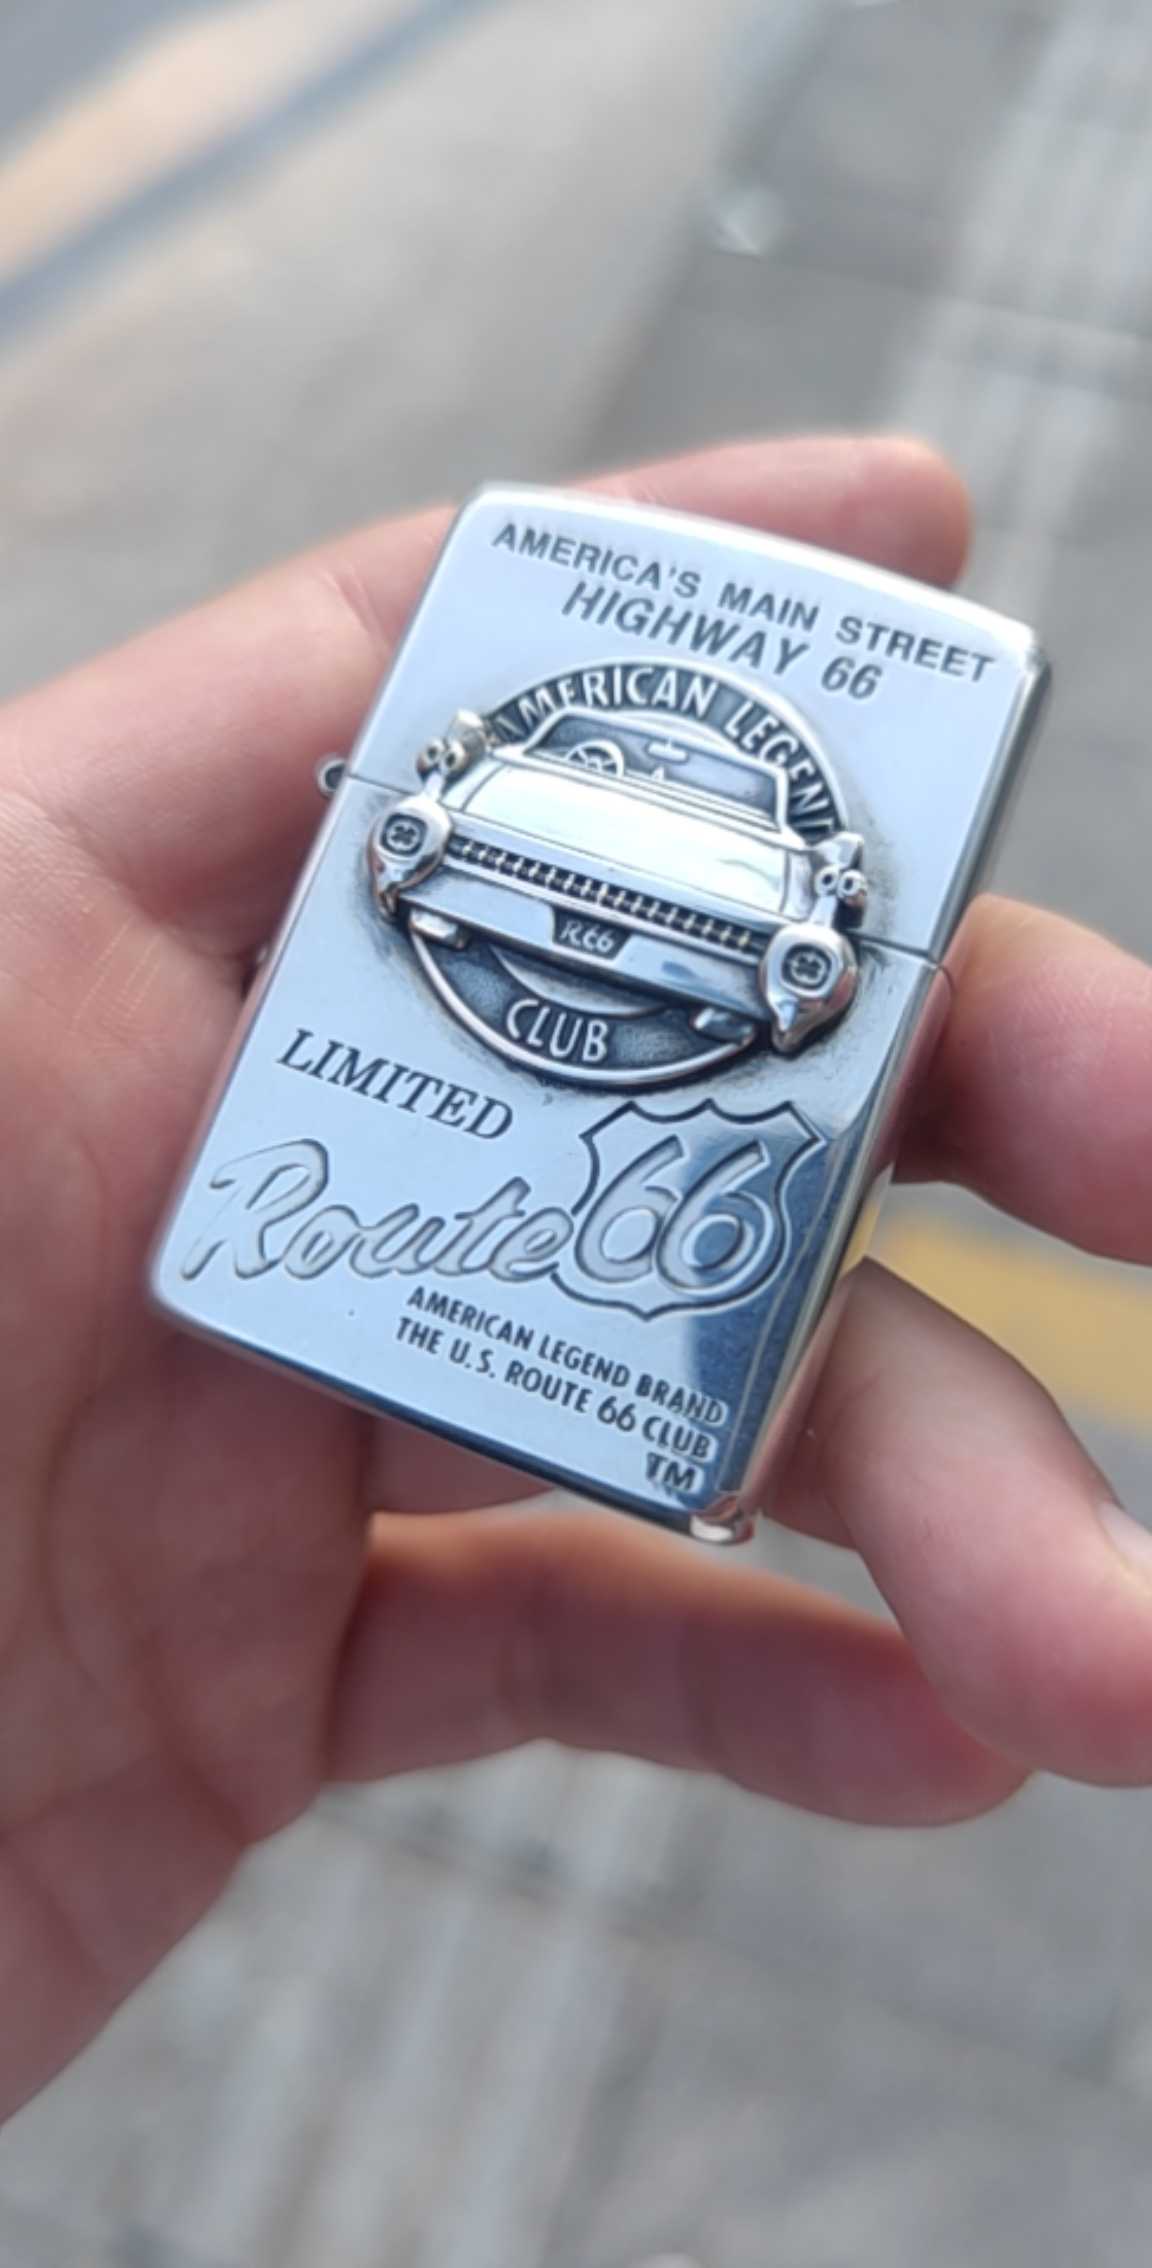 AMERICA'S MAIN STREET
HIGHWAY 66
AMERICAN LEGEND
R66
CLUB
LIMITED
Route 66
AMERICAN LEGEND BRAND
THE U.S. ROUTE 66 CLUB
TM